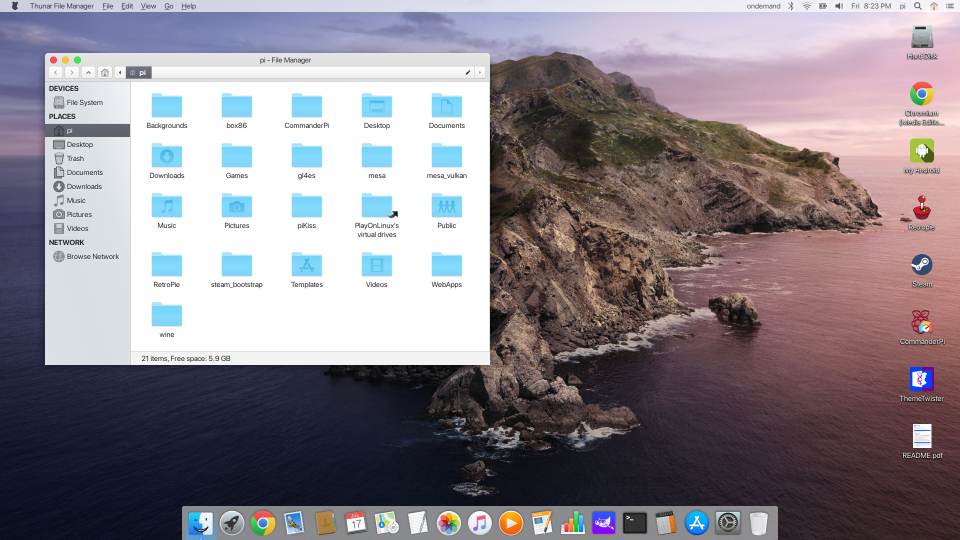 Thunar File Manager File Edit View Go Help
ondemand Fri 8:23 PM pi
pi - File Manager
pi
DEVICES
File System
PLACES
pi
Desktop
Trash
Documents
Downloads
Music
Pictures
Videos
NETWORK
Browse Network
Backgrounds box86 CommanderPi Desktop Documents
Downloads Games gl4es mesa mesa_vulkan
Music Pictures piKiss PlayOnLinux's Public
virtual drives
RetroPie steam_bootstrap Templates Videos WebApps
wine
21 items, Free space: 5.9 GB
Hard Disk
Chromium
(Media Editio...
My Android
Retropie
Steam
CommanderPi
ThemeTwister
README.pdf
17